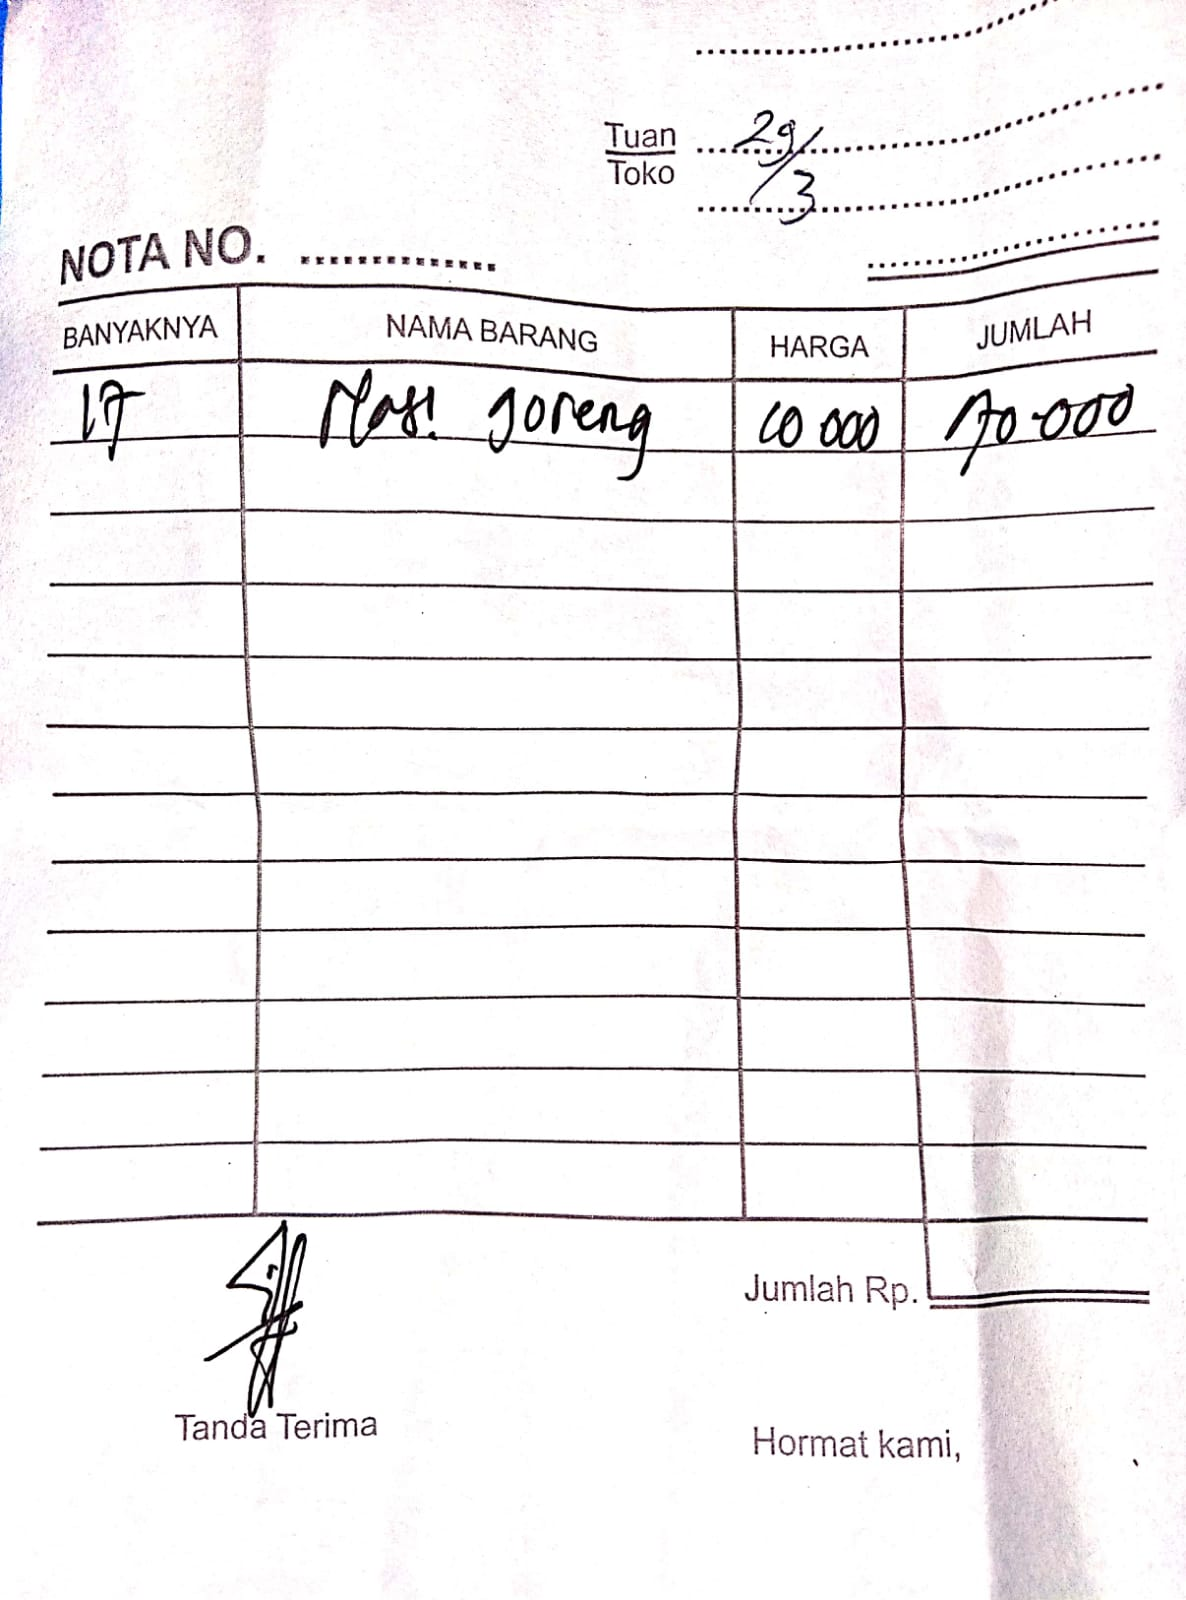 Tuan 29/3
Toko
NOTA NO. ..............
BANYAKNYA NAMA BARANG HARGA JUMLAH
17 Nasi goreng 10 000 170.000
Jumlah Rp.
Tanda Terima
Hormat kami,